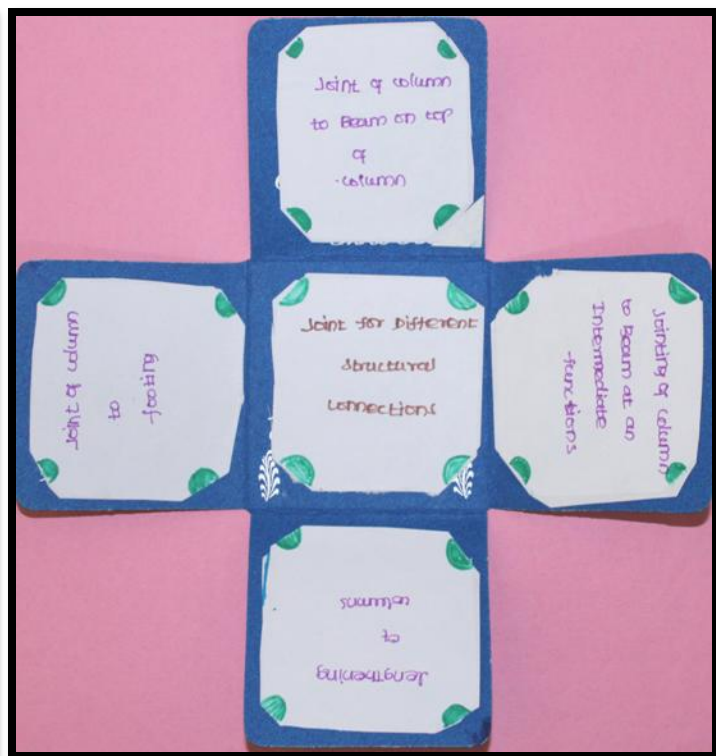 Joint of column
to Beam on top
of
column
Joint of column
to
footing
Joint for Different
structural
connections
Jointing of column
to Beam at an
Intermediate
functions
Lengthening
of
columns